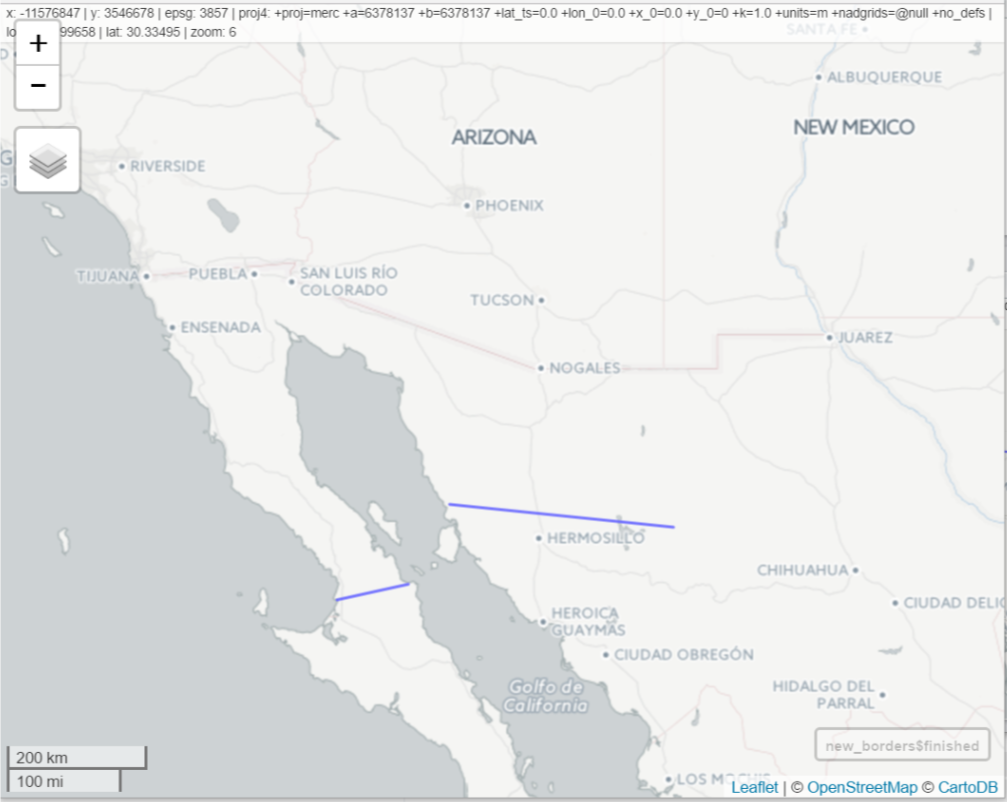 x: -11576847 | y: 3546678 | epsg: 3857 | proj4: +proj=merc +a=6378137 +b=6378137 +lat_ts=0.0 +lon_0=0.0 +x_0=0.0 +y_0=0 +k=1.0 +units=m +nadgrids=@null +no_defs |
99658 | lat: 30.33495 | zoom: 6
SANTA FE
+
−
ALBUQUERQUE
ARIZONA
NEW MEXICO
RIVERSIDE
PHOENIX
TIJUANA
PUEBLA
SAN LUIS RÍO
COLORADO
TUCSON
ENSENADA
JUAREZ
NOGALES
HERMOSILLO
CHIHUAHUA
CIUDAD DELIC
HEROICA
GUAYMAS
CIUDAD OBREGÓN
Golfo de
California
HIDALGO DEL
PARRAL
new_borders$finished
200 km
100 mi
LOS MOCHIS
Leaflet | © OpenStreetMap © CartoDB